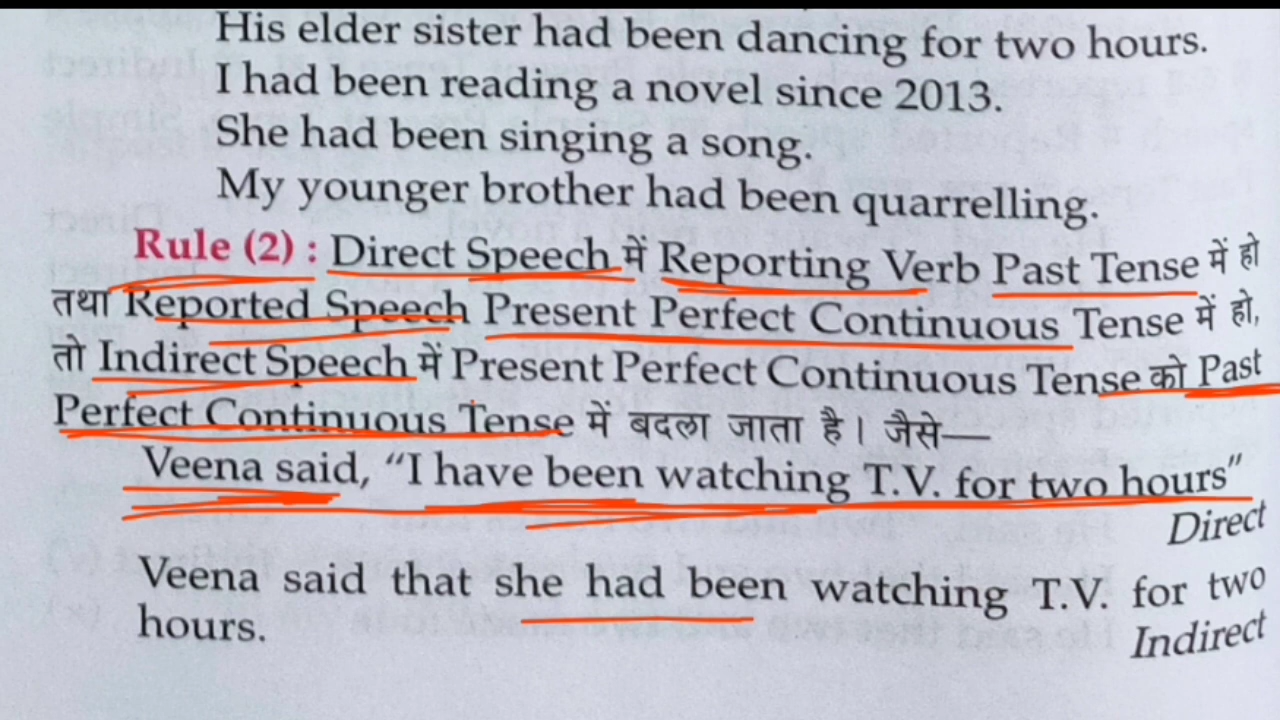 His elder sister had been dancing for two hours.
I had been reading a novel since 2013.
She had been singing a song.
My younger brother had been quarrelling.
Rule (2) : Direct Speech में Reporting Verb Past Tense में हो
तथा Reported Speech Present Perfect Continuous Tense में हो,
तो Indirect Speech में Present Perfect Continuous Tense को Past
Perfect Continuous Tense में बदला जाता है। जैसे—
Veena said, “I have been watching T.V. for two hours”
Direct
Veena said that she had been watching T.V. for two
hours.
Indirect